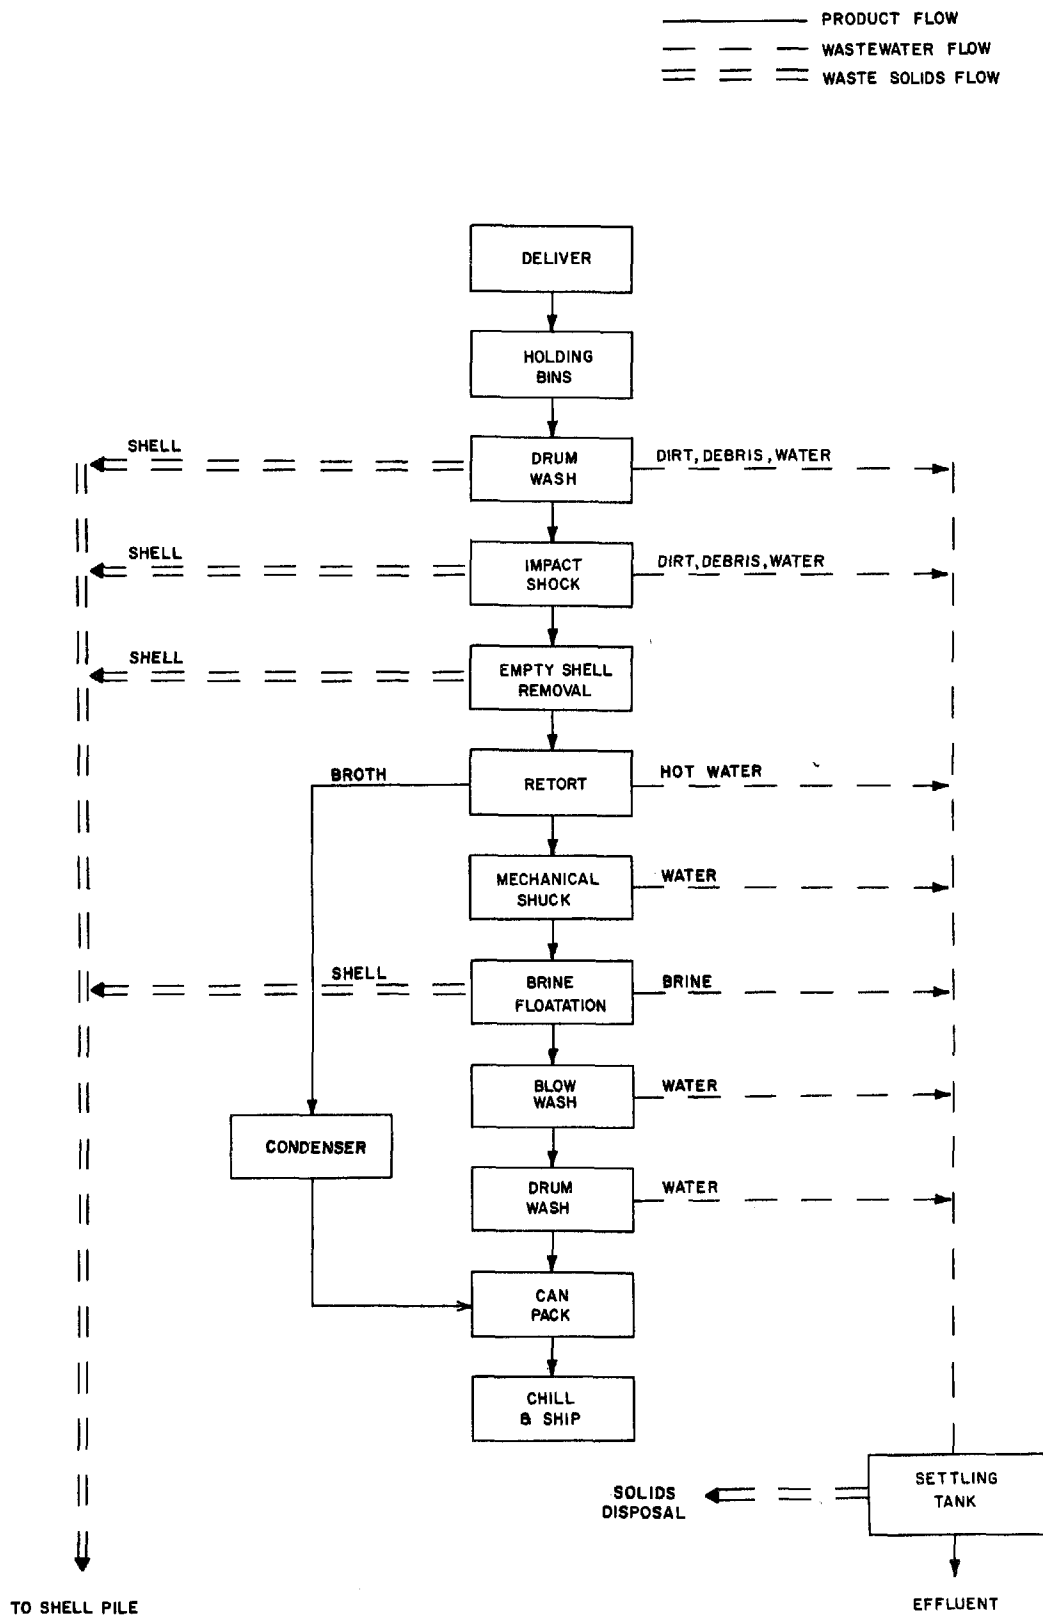 PRODUCT FLOW
WASTEWATER FLOW
WASTE SOLIDS FLOW
DELIVER
HOLDING
BINS
SHELL
DRUM
WASH
DIRT, DEBRIS, WATER
SHELL
IMPACT
SHOCK
DIRT, DEBRIS, WATER
SHELL
EMPTY SHELL
REMOVAL
BROTH
RETORT
HOT WATER
MECHANICAL
SHUCK
WATER
SHELL
BRINE
FLOATATION
BRINE
BLOW
WASH
WATER
CONDENSER
DRUM
WASH
WATER
CAN
PACK
CHILL
& SHIP
SETTLING
TANK
SOLIDS
DISPOSAL
TO SHELL PILE
EFFLUENT